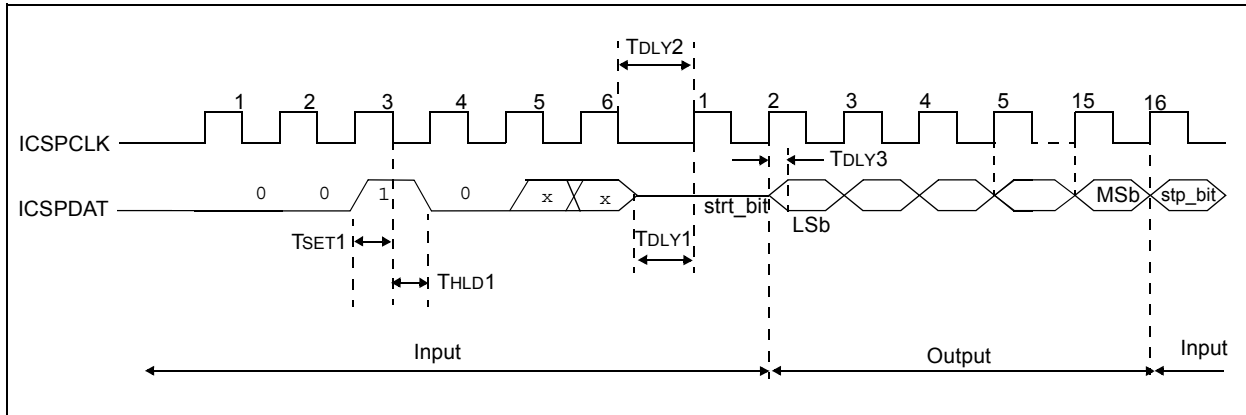 TDLY2
1 2 3 4 5 6 1 2 3 4 5 15 16
ICSPCLK
TDLY3
0 0 1 0 x x strt_bit LSb MSb stp_bit
ICSPDAT
TSET1
TDLY1
THLD1
Input Output Input